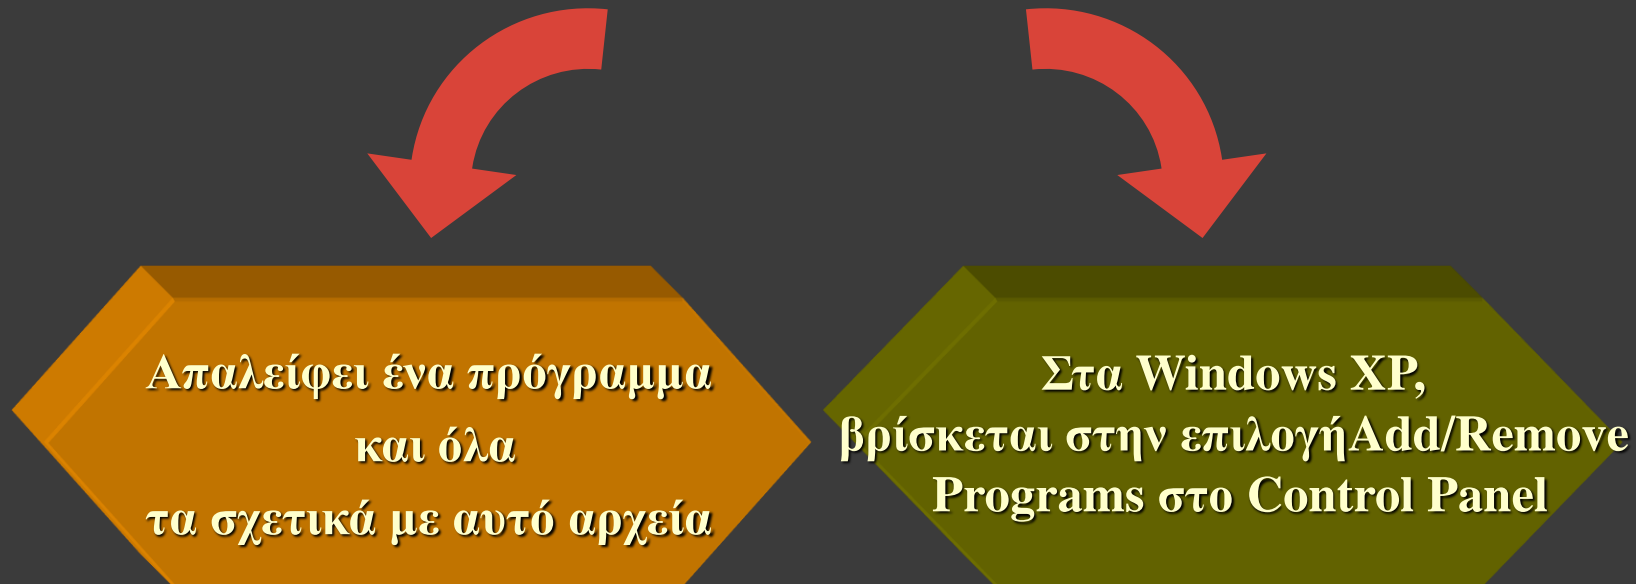 Απαλείφει ένα πρόγραμμα
και όλα
τα σχετικά με αυτό αρχεία
Στα Windows XP,
βρίσκεται στην επιλογήAdd/Remove
Programs στο Control Panel